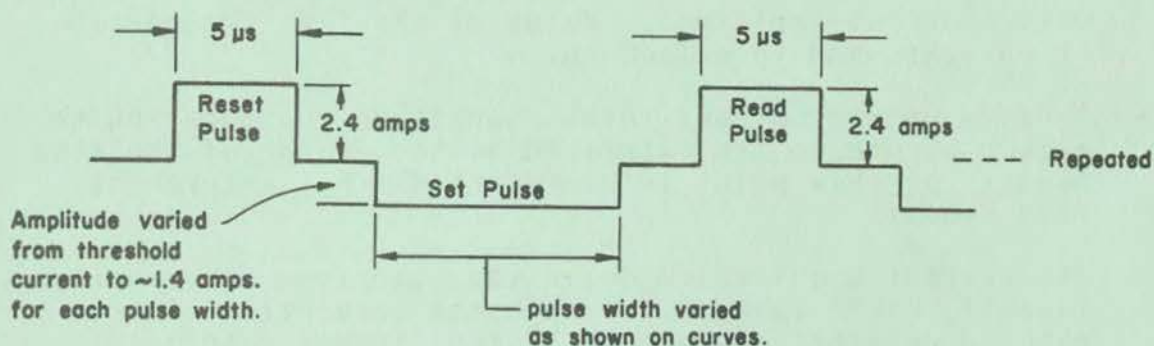 5 µs
5 µs
Reset
Pulse
2.4 amps
Read
Pulse
2.4 amps
Repeated
Set Pulse
Amplitude varied
from threshold
current to ~1.4 amps.
for each pulse width.
pulse width varied
as shown on curves.